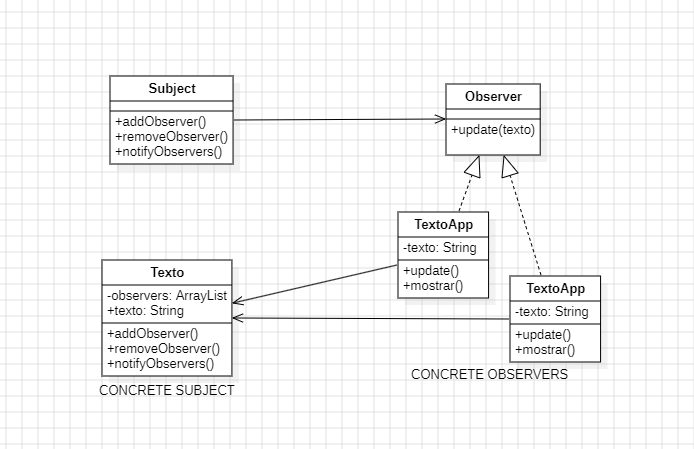 Subject
+addObserver()
+removeObserver()
+notifyObservers()
Observer
+update(texto)
TextoApp
-texto: String
+update()
+mostrar()
Texto
-observers: ArrayList
+texto: String
+addObserver()
+removeObserver()
+notifyObservers()
CONCRETE SUBJECT
TextoApp
-texto: String
+update()
+mostrar()
CONCRETE OBSERVERS